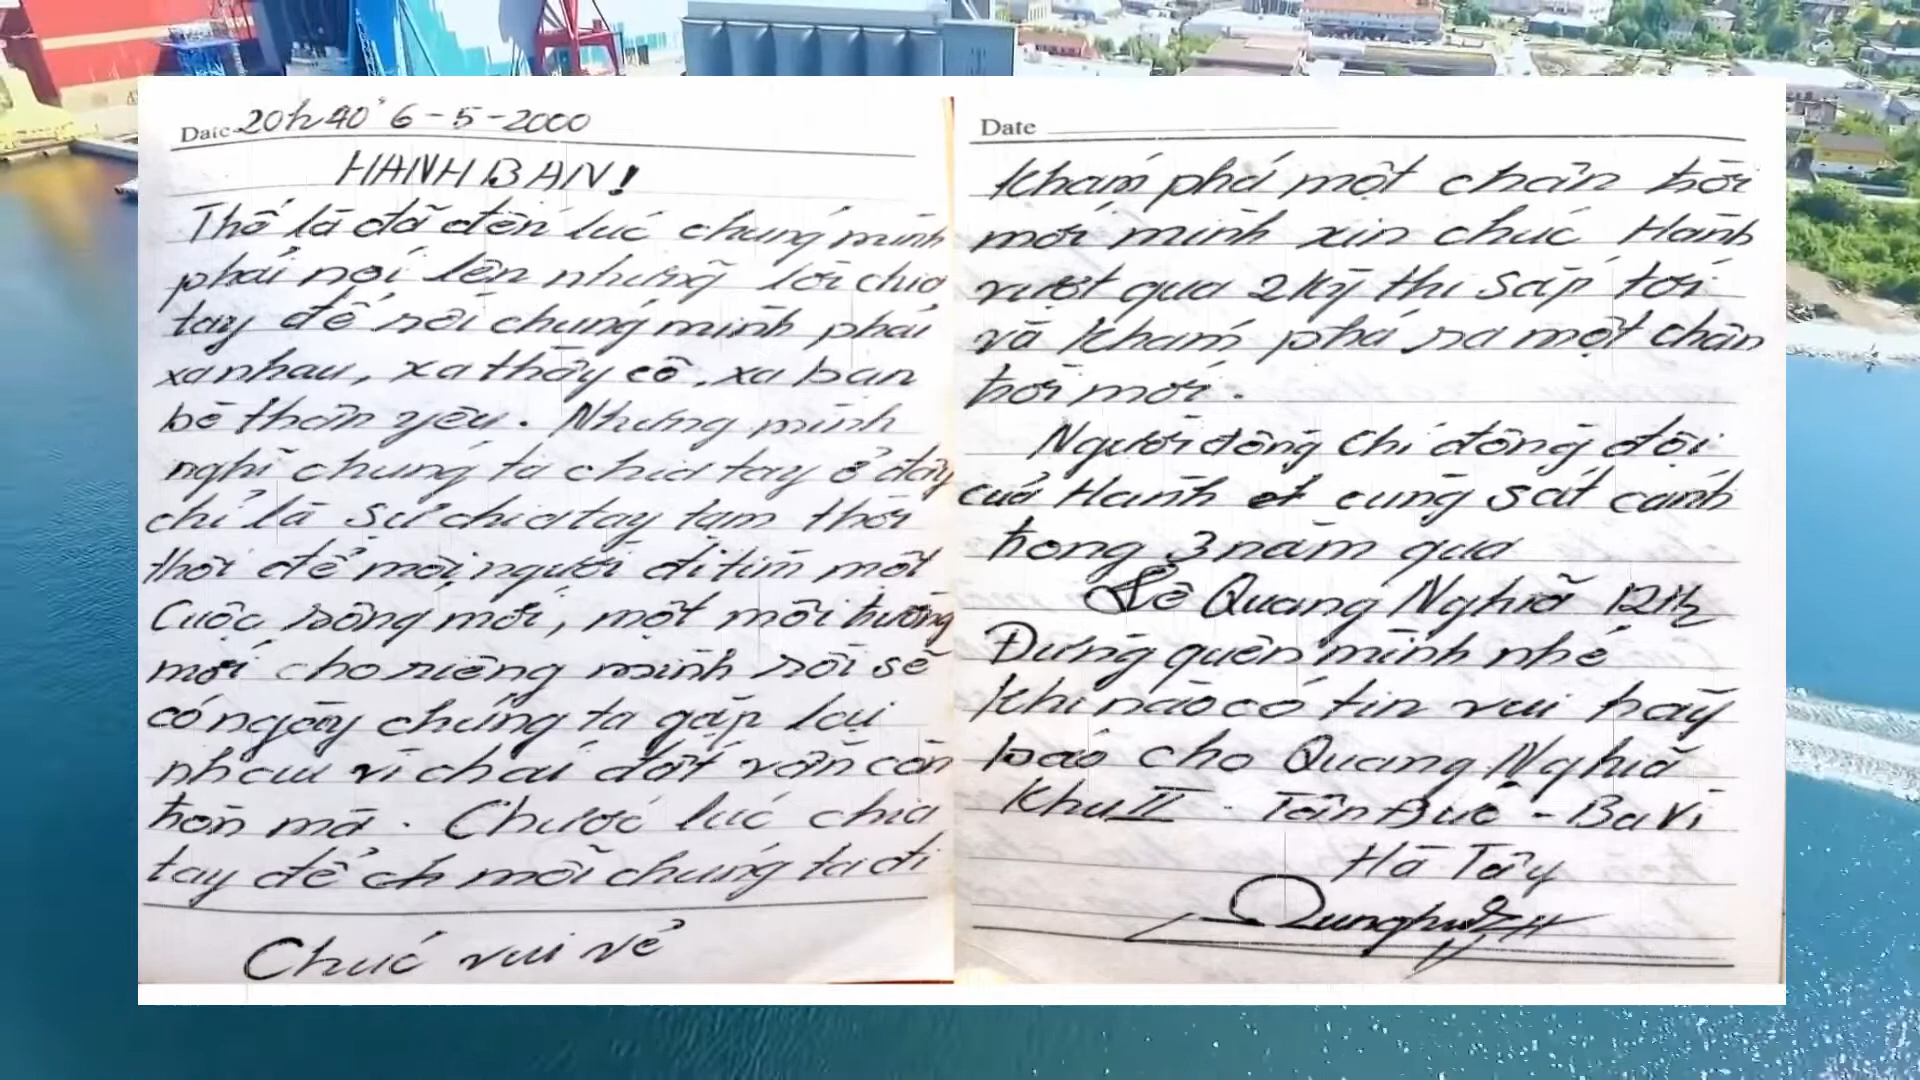 Date 20h40' 6-5-2000
HẠNH BẠN!
Thế là đã đến lúc chúng mình
phải nói lên những lời chia
tay để rồi chúng mình phải
xa nhau, xa thầy cô, xa bạn
bè thân yêu. Nhưng mình
nghĩ chúng ta chia tay ở đây
chỉ là sự chia tay tạm thời
thôi để mỗi người đi tìm một
cuộc sống mới, một môi trường
mới cho riêng mình rồi sẽ
có ngày chúng ta gặp lại
nhau vì chái đất vẫn còn
tròn mà. Chước lúc chia
tay để mỗi chúng ta đi
Chúc vui vẻ
Date
khám phá một chân trời
mới mình xin chúc Hạnh
vượt qua 2 kỳ thi sắp tới
và khám phá ra một chân
trời mới.
Người đồng chí đồng đội
của Hạnh cùng sát cánh
trong 3 năm qua
Lê Quang Nghĩa 12H2
Đừng quên mình nhé
Khi nào có tin vui hãy
báo cho Quang Nghĩa
Khu II - Tản Đức - Ba Vì
Hà Tây